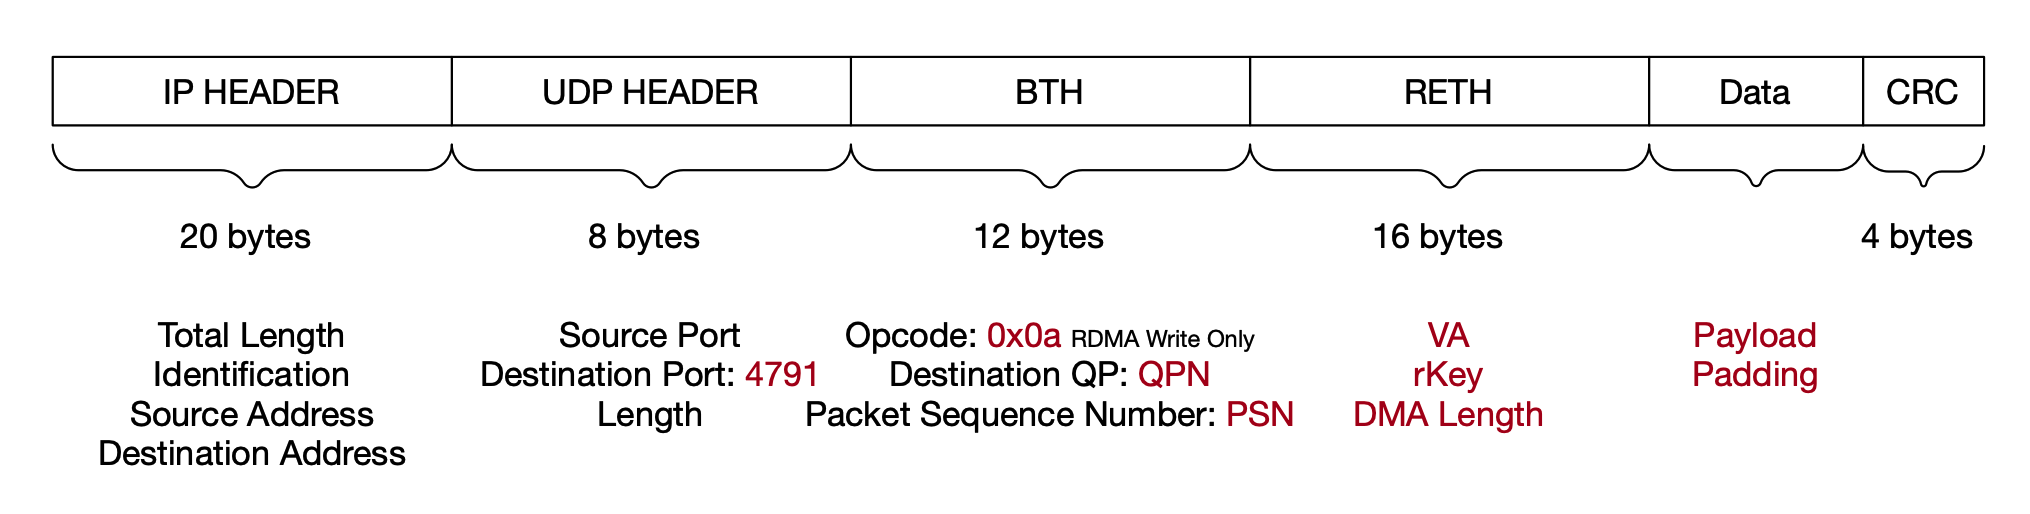 IP HEADER UDP HEADER BTH RETH Data CRC
20 bytes 8 bytes 12 bytes 16 bytes 4 bytes
Total Length Source Port Opcode: 0x0a RDMA Write Only VA Payload
Identification Destination Port: 4791 Destination QP: QPN rKey Padding
Source Address Length Packet Sequence Number: PSN DMA Length
Destination Address